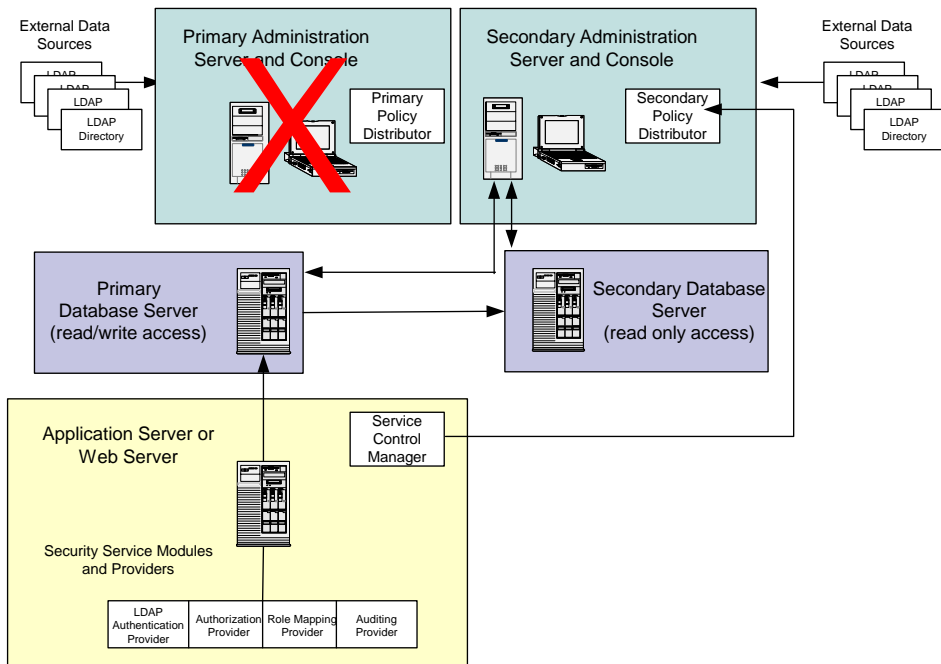 External Data
Sources
LDAP
LDAP
LDAP
LDAP
Directory
Primary Administration
Server and Console
Primary
Policy
Distributor
Secondary Administration
Server and Console
Secondary
Policy
Distributor
External Data
Sources
LDAP
LDAP
LDAP
LDAP
Directory
Primary
Database Server
(read/write access)
Secondary Database
Server
(read only access)
Application Server or
Web Server
Service
Control
Manager
Security Service Modules
and Providers
LDAP
Authentication
Provider
Authorization
Provider
Role Mapping
Provider
Auditing
Provider